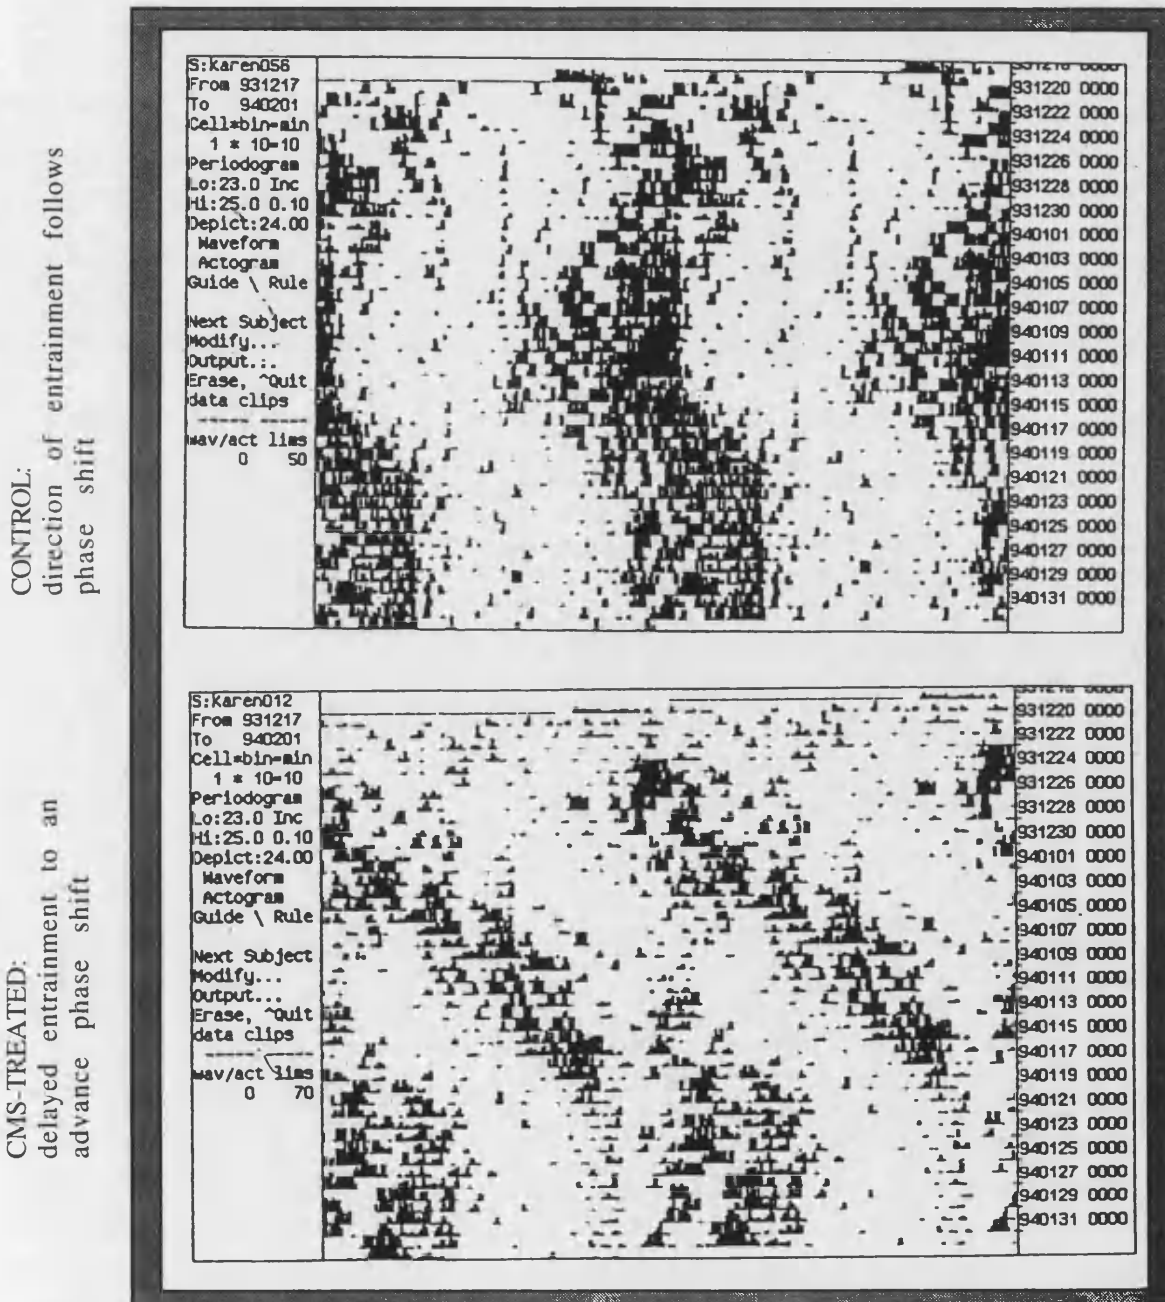 CONTROL:
direction of entrainment follows
phase shift
S:karen056
From 931217
To 940201
Cell*bin=min
1 * 10=10
Periodogram
Lo:23.0 Inc
Hi:25.0 0.10
Depict:24.00
Waveform
Actogram
Guide \ Rule
Next Subject
Modify...
Output...
Erase, ^Quit
data clips
wav/act lims
0 50
931218 0000
931220 0000
931222 0000
931224 0000
931226 0000
931228 0000
931230 0000
940101 0000
940103 0000
940105 0000
940107 0000
940109 0000
940111 0000
940113 0000
940115 0000
940117 0000
940119 0000
940121 0000
940123 0000
940125 0000
940127 0000
940129 0000
940131 0000
CMS-TREATED:
delayed entrainment to an
advance phase shift
S:karen012
From 931217
To 940201
Cell*bin=min
1 * 10=10
Periodogram
Lo:23.0 Inc
Hi:25.0 0.10
Depict:24.00
Waveform
Actogram
Guide \ Rule
Next Subject
Modify...
Output...
Erase, ^Quit
data clips
wav/act lims
0 70
931218 0000
931220 0000
931222 0000
931224 0000
931226 0000
931228 0000
931230 0000
940101 0000
940103 0000
940105 0000
940107 0000
940109 0000
940111 0000
940113 0000
940115 0000
940117 0000
940119 0000
940121 0000
940123 0000
940125 0000
940127 0000
940129 0000
940131 0000